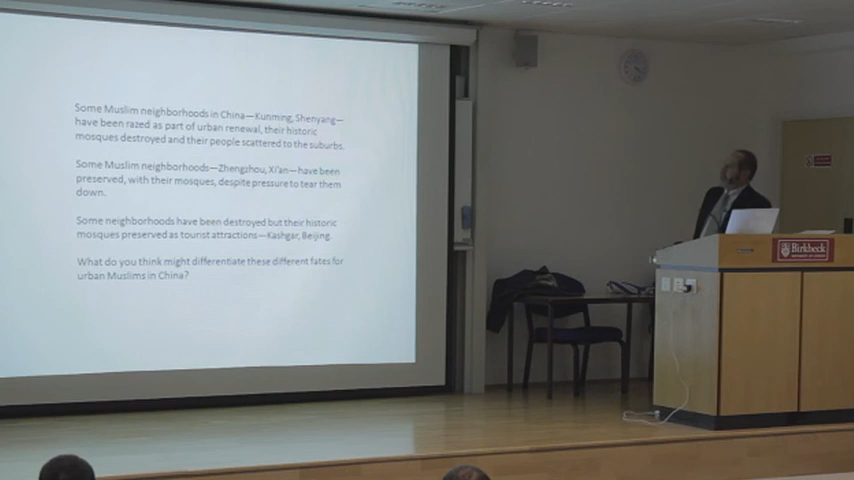 Some Muslim neighborhoods in China—Kunming, Shenyang—
have been razed as part of urban renewal, their historic
mosques destroyed and their people scattered to the suburbs.
Some Muslim neighborhoods—Zhengzhou, Xi'an—have been
preserved, with their mosques, despite pressure to tear them
down.
Some neighborhoods have been destroyed but their historic
mosques preserved as tourist attractions—Kashgar, Beijing.
What do you think might differentiate these different fates for
urban Muslims in China?
Birkbeck